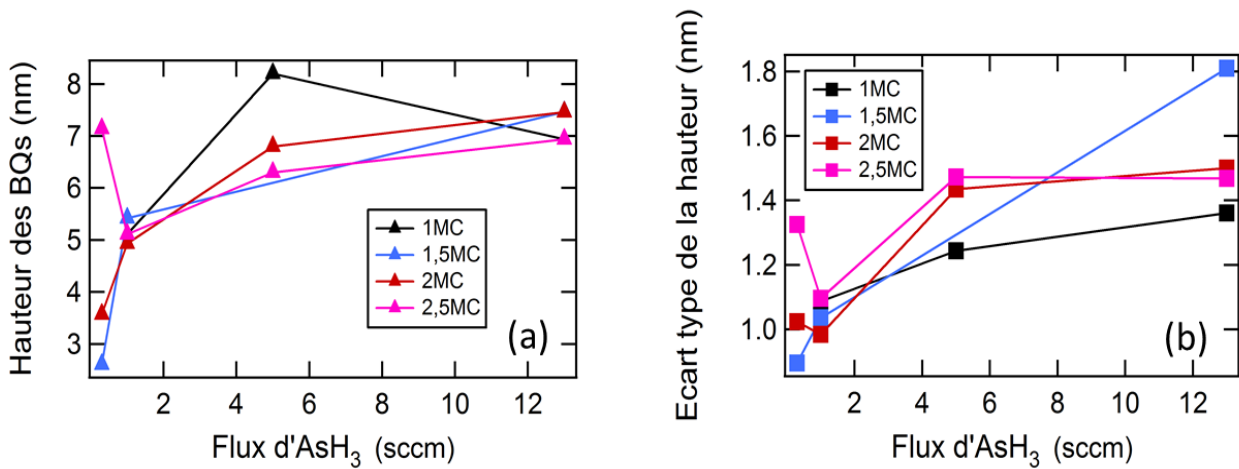 Hauteur des BQs (nm)
8
7
6
5
4
3
2
4
6
8
10
12
1MC
1,5MC
2MC
2,5MC
(a)
Flux d'AsH₃ (sccm)
Ecart type de la hauteur (nm)
1.8
1.6
1.4
1.2
1.0
2
4
6
8
10
12
1MC
1,5MC
2MC
2,5MC
(b)
Flux d'AsH₃ (sccm)